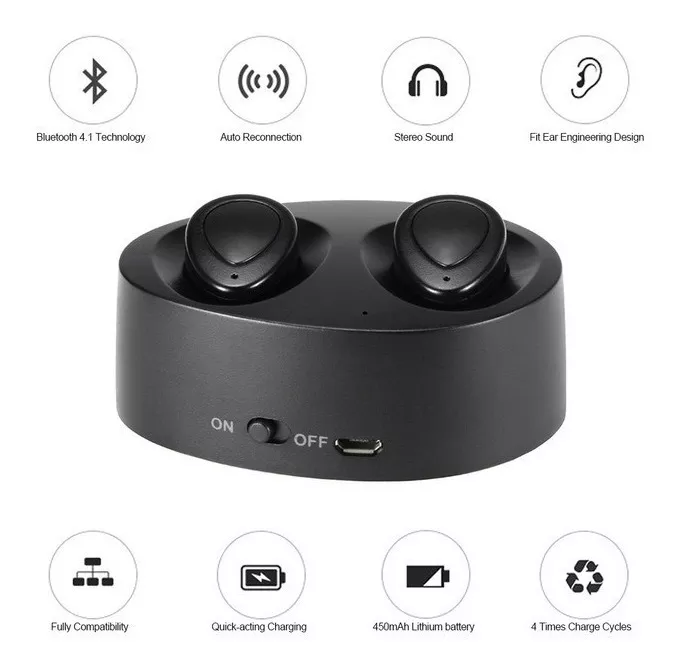 Bluetooth 4.1 Technology
Auto Reconnection
Stereo Sound
Fit Ear Engineering Design
ON
OFF
Fully Compatibility
Quick-acting Charging
450mAh Lithium battery
4 Times Charge Cycles